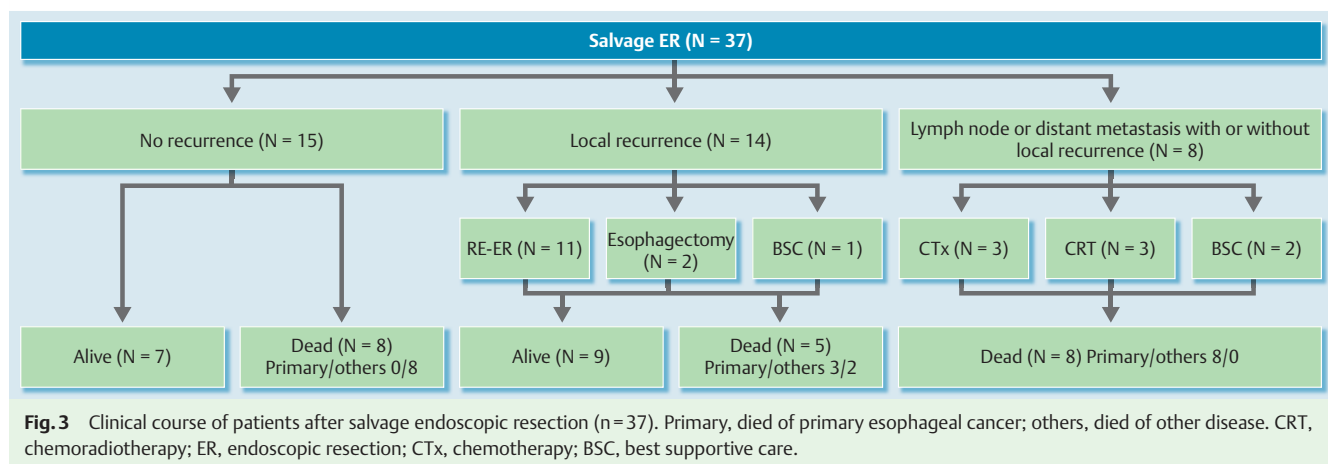 Salvage ER (N = 37)
No recurrence (N = 15)
Local recurrence (N = 14)
Lymph node or distant metastasis with or without
local recurrence (N = 8)
RE-ER (N = 11)
Esophagectomy
(N = 2)
BSC (N = 1)
CTx (N = 3)
CRT (N = 3)
BSC (N = 2)
Alive (N = 7)
Dead (N = 8)
Primary/others 0/8
Alive (N = 9)
Dead (N = 5)
Primary/others 3/2
Dead (N = 8) Primary/others 8/0
Fig. 3 Clinical course of patients after salvage endoscopic resection (n = 37). Primary, died of primary esophageal cancer; others, died of other disease. CRT,
chemoradiotherapy; ER, endoscopic resection; CTx, chemotherapy; BSC, best supportive care.